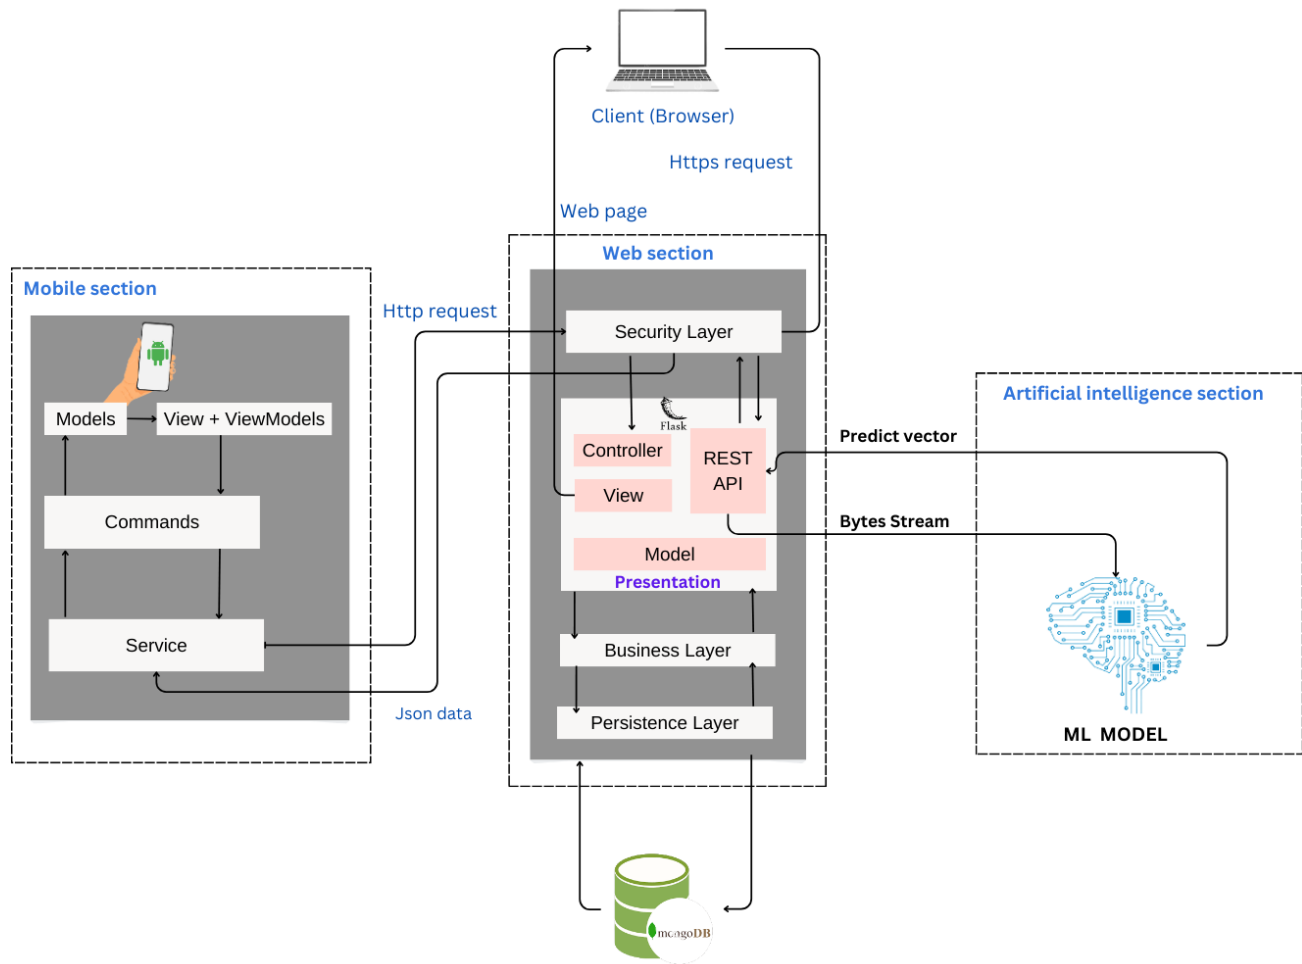 Client (Browser)
Https request
Web page
Web section
Mobile section
Http request
Security Layer
Models
View + ViewModels
Flask
Controller
REST
API
View
Commands
Model
Presentation
Service
Business Layer
Json data
Persistence Layer
Artificial intelligence section
Predict vector
Bytes Stream
ML MODEL
mongoDB